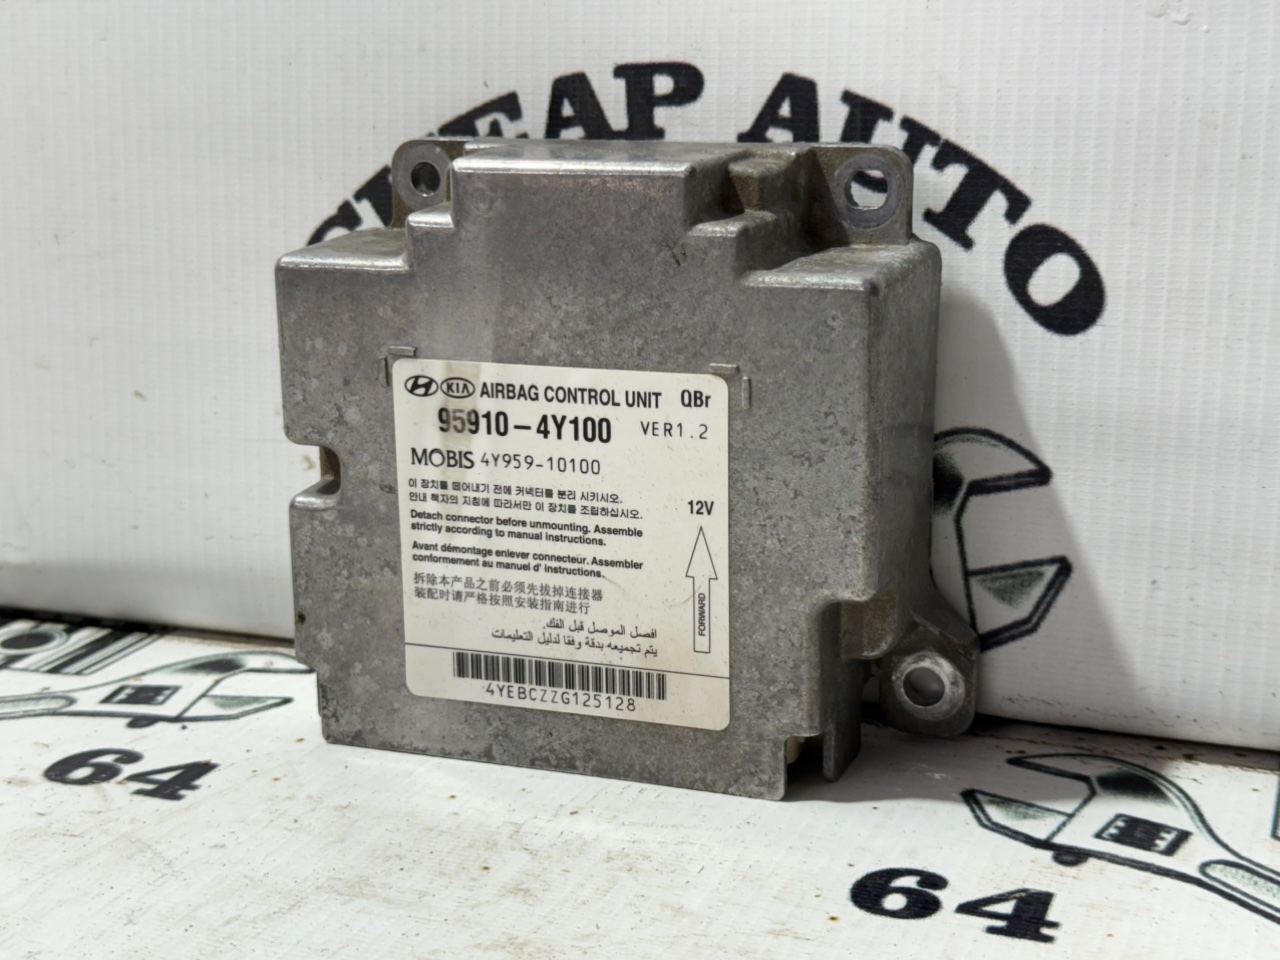 CHEAP AUTO
KIA AIRBAG CONTROL UNIT QBr
95910-4Y100 VER1.2
MOBIS 4Y959-10100
이 장치를 떼어내기 전에 커넥터를 분리 시키시오.
안내 책자의 지침에 따라서만 이 장치를 조립하십시오.
12V
Detach connector before unmounting. Assemble
strictly according to manual instructions.
Avant démontage enlever connecteur. Assembler
conformement au manuel d' instructions.
拆除本产品之前必须先拔掉连接器
装配时请严格按照安装指南进行
FORWARD
افصل الموصل قبل الفك.
يتم تجميعه بدقة وفقا لدليل التعليمات
4YEBCZZG125128
64
64